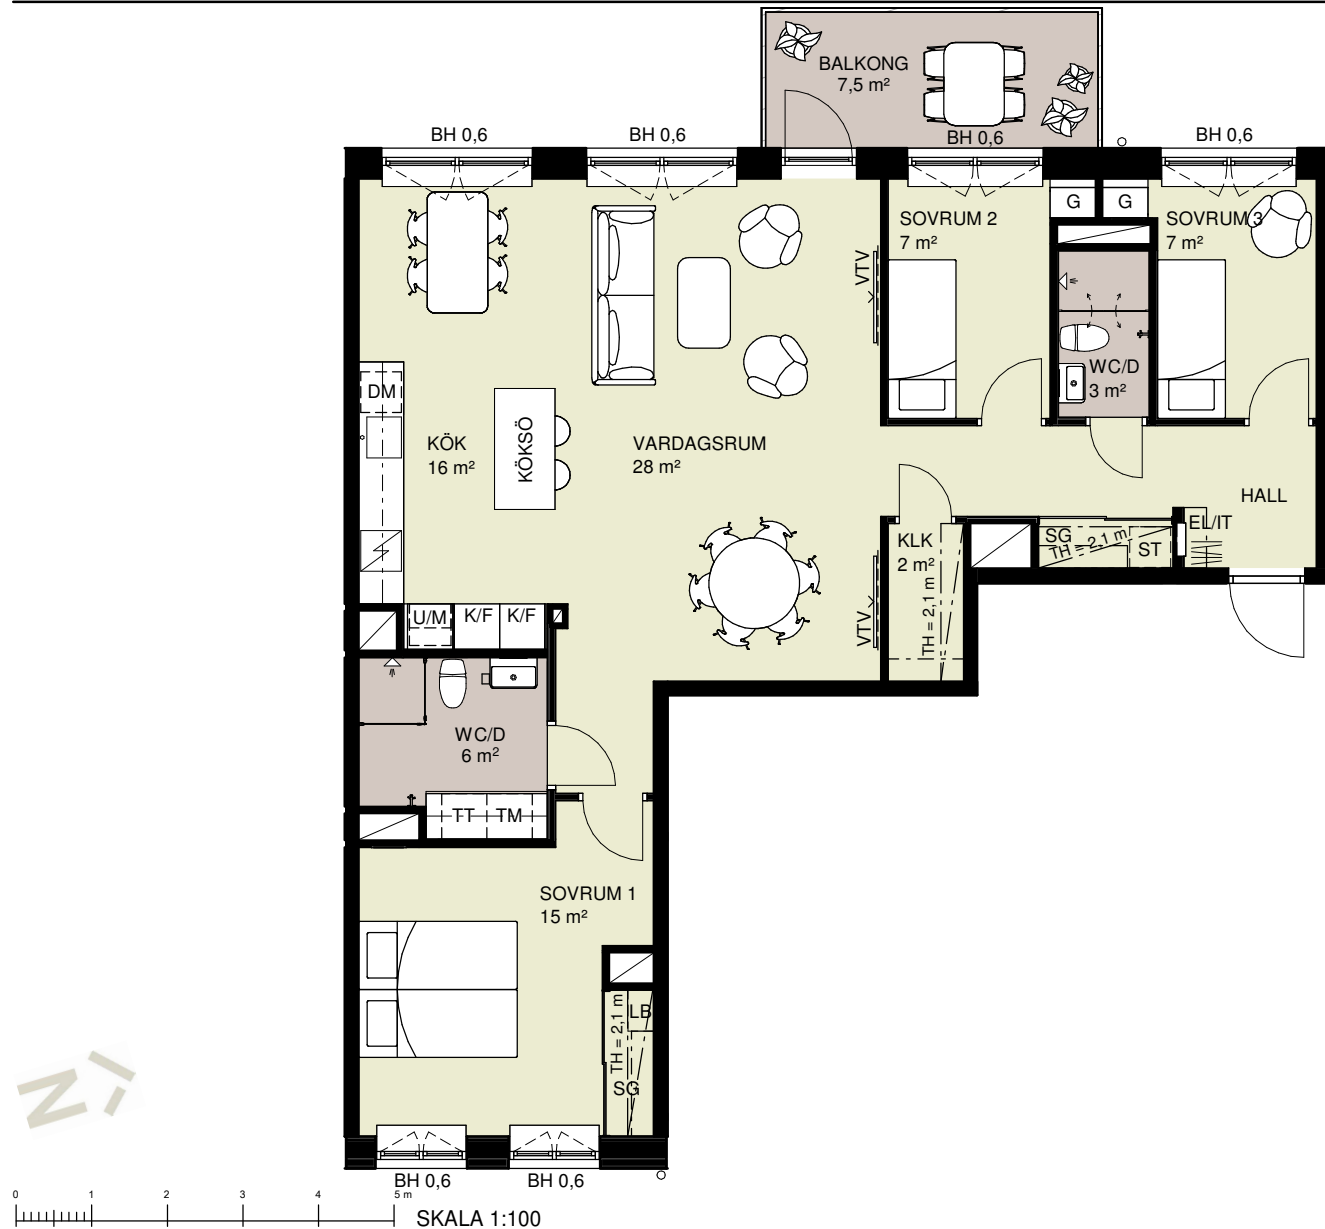 BALKONG
7,5 m²
BH 0,6
BH 0,6
BH 0,6
BH 0,6
SOVRUM 2
7 m²
G
G
SOVRUM 3
7 m²
VTV
WC/D
3 m²
DM
KÖK
16 m²
KÖKSÖ
VARDAGSRUM
28 m²
HALL
KLK
2 m²
TH = 2,1 m
SG
TH = 2,1 m
ST
EL/IT
U/M
K/F
K/F
VTV
WC/D
6 m²
TT
TM
SOVRUM 1
15 m²
TH = 2,1 m
LB
SG
N
BH 0,6
BH 0,6
0 1 2 3 4 5 m
SKALA 1:100